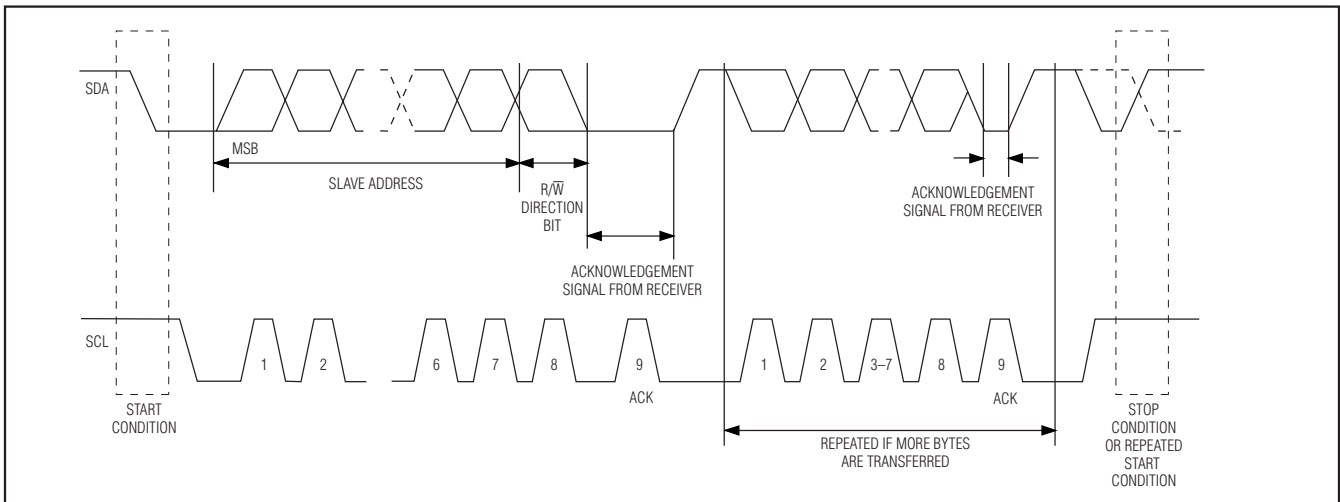 SDA
MSB
SLAVE ADDRESS
R/W̅
DIRECTION
BIT
ACKNOWLEDGEMENT
SIGNAL FROM RECEIVER
ACKNOWLEDGEMENT
SIGNAL FROM RECEIVER
SCL
1 2 6 7 8 9 1 2 3–7 8 9
ACK ACK
START
CONDITION
REPEATED IF MORE BYTES
ARE TRANSFERRED
STOP
CONDITION
OR REPEATED
START
CONDITION